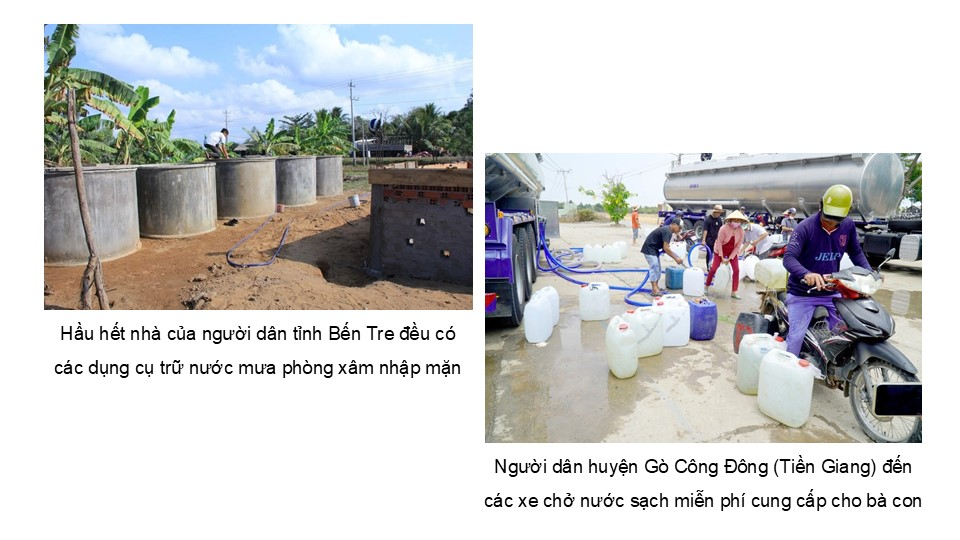 Hầu hết nhà của người dân tỉnh Bến Tre đều có
các dụng cụ trữ nước mưa phòng xâm nhập mặn
Người dân huyện Gò Công Đông (Tiền Giang) đến
các xe chở nước sạch miễn phí cung cấp cho bà con